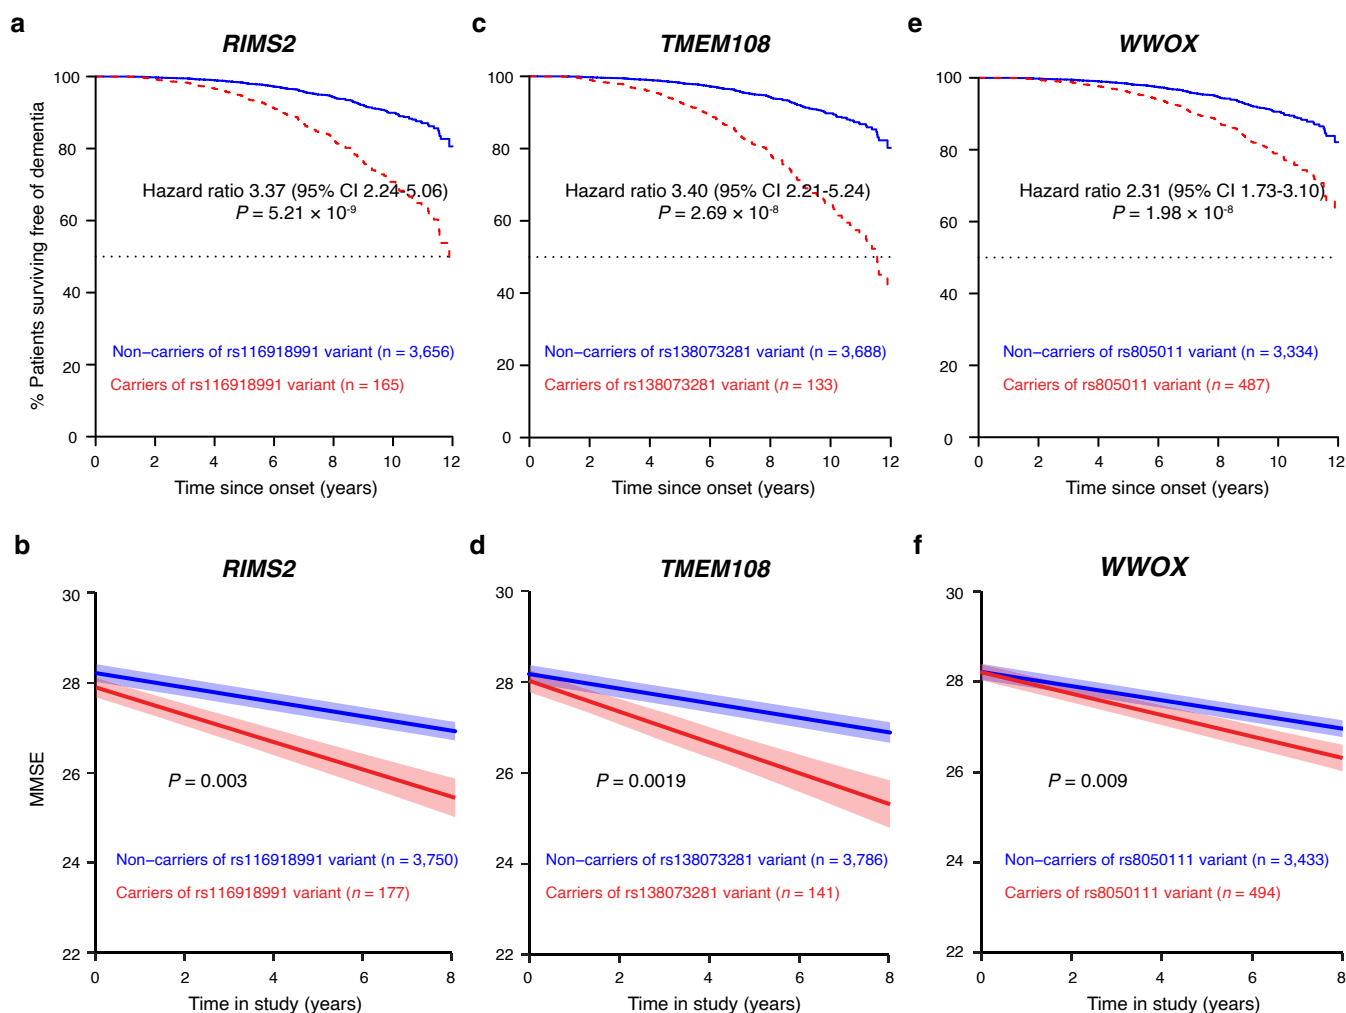 a
RIMS2
% Patients surviving free of dementia
100
80
60
40
20
0
Hazard ratio 3.37 (95% CI 2.24-5.06)
P = 5.21 × 10-9
Non−carriers of rs116918991 variant (n = 3,656)
Carriers of rs116918991 variant (n = 165)
0 2 4 6 8 10 12
Time since onset (years)
c
TMEM108
100
80
60
40
20
0
Hazard ratio 3.40 (95% CI 2.21-5.24)
P = 2.69 × 10-8
Non−carriers of rs138073281 variant (n = 3,688)
Carriers of rs138073281 variant (n = 133)
0 2 4 6 8 10 12
Time since onset (years)
e
WWOX
100
80
60
40
20
0
Hazard ratio 2.31 (95% CI 1.73-3.10)
P = 1.98 × 10-8
Non−carriers of rs805011 variant (n = 3,334)
Carriers of rs805011 variant (n = 487)
0 2 4 6 8 10 12
Time since onset (years)
b
RIMS2
MMSE
30
28
26
24
22
P = 0.003
Non−carriers of rs116918991 variant (n = 3,750)
Carriers of rs116918991 variant (n = 177)
0 2 4 6 8
Time in study (years)
d
TMEM108
30
28
26
24
22
P = 0.0019
Non−carriers of rs138073281 variant (n = 3,786)
Carriers of rs138073281 variant (n = 141)
0 2 4 6 8
Time in study (years)
f
WWOX
30
28
26
24
22
P = 0.009
Non−carriers of rs8050111 variant (n = 3,433)
Carriers of rs8050111 variant (n = 494)
0 2 4 6 8
Time in study (years)